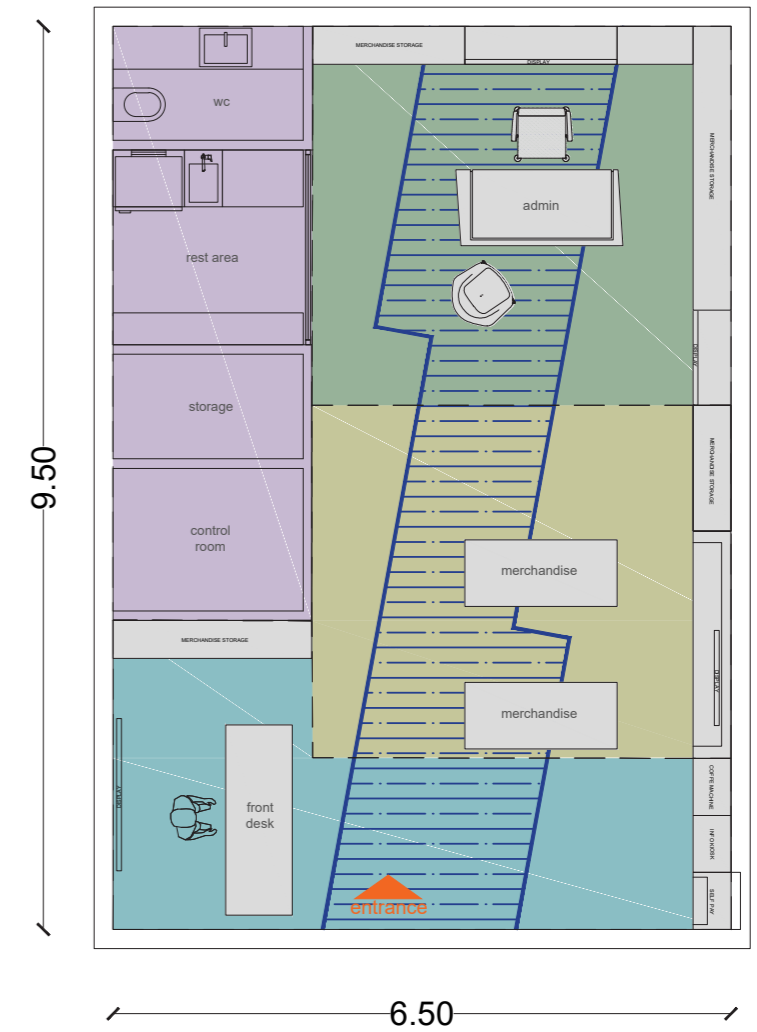 MERCHANDISE STORAGE
DISPLAY
wc
MERCHANDISE STORAGE
admin
rest area
DISPLAY
storage
MERCHANDISE STORAGE
9.50
control
room
merchandise
MERCHANDISE STORAGE
DISPLAY
merchandise
COFFE MACHINE
DISPLAY
front
desk
INFO KIOSK
SELF PAY
entrance
6.50